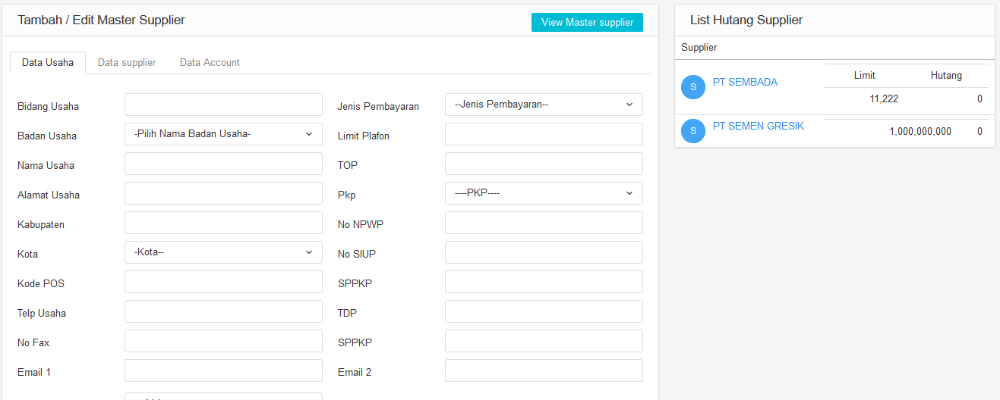 Tambah / Edit Master Supplier
View Master supplier
Data Usaha Data supplier Data Account
Bidang Usaha
Badan Usaha -Pilih Nama Badan Usaha-
Nama Usaha
Alamat Usaha
Kabupaten
Kota -Kota--
Kode POS
Telp Usaha
No Fax
Email 1
Jenis Pembayaran --Jenis Pembayaran--
Limit Plafon
TOP
Pkp ----PKP----
No NPWP
No SIUP
SPPKP
TDP
SPPKP
Email 2
List Hutang Supplier
Supplier
Limit Hutang
S PT SEMBADA
11,222 0
S PT SEMEN GRESIK 1,000,000,000 0